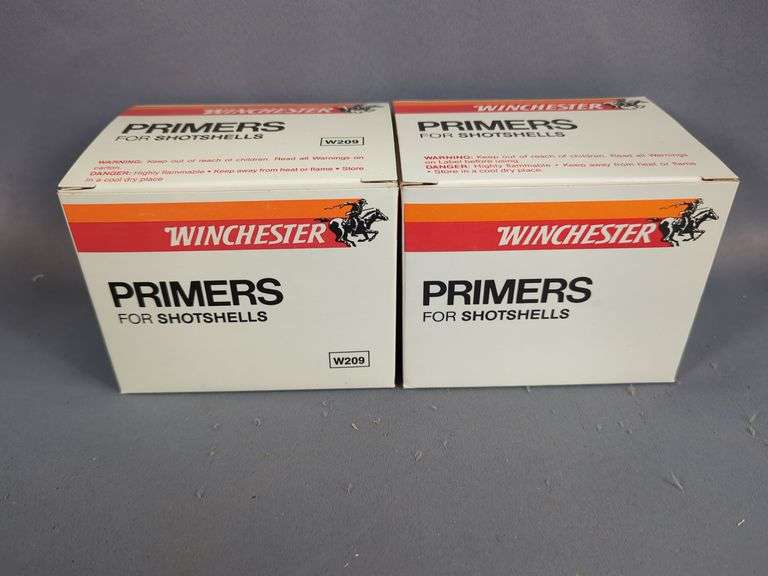 WINCHESTER
PRIMERS
FOR SHOTSHELLS
W209
WARNING: Keep out of reach of children. Read all Warnings on
carton.
DANGER: Highly flammable • Keep away from heat or flame • Store
in a cool dry place
WINCHESTER
PRIMERS
FOR SHOTSHELLS
W209
WINCHESTER
PRIMERS
FOR SHOTSHELLS
WARNING: Keep out of reach of children. Read all Warnings
on Label before using.
DANGER: Highly flammable • Keep away from heat or flame
• Store in a cool dry place.
WINCHESTER
PRIMERS
FOR SHOTSHELLS